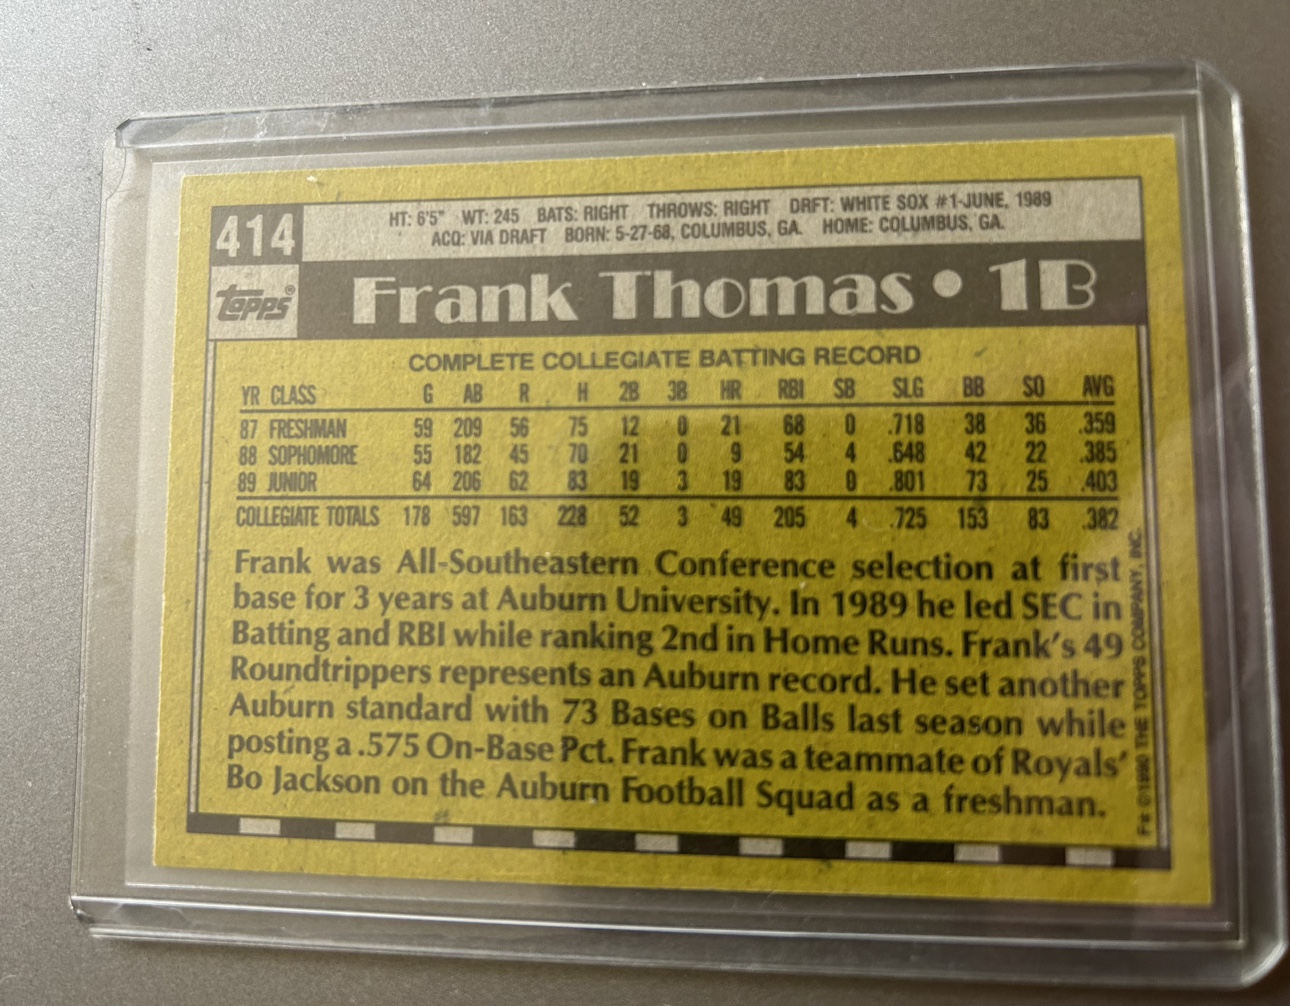 414
HT: 6'5" WT: 245 BATS: RIGHT THROWS: RIGHT DRFT: WHITE SOX #1-JUNE, 1989
ACQ: VIA DRAFT BORN: 5-27-68, COLUMBUS, GA. HOME: COLUMBUS, GA.
topps®
Frank Thomas • 1B
COMPLETE COLLEGIATE BATTING RECORD
YR CLASS G AB R H 2B 3B HR RBI SB SLG BB SO AVG
87 FRESHMAN 59 209 56 75 12 0 21 68 0 .718 38 36 .359
88 SOPHOMORE 55 182 45 70 21 0 9 54 4 .648 42 22 .385
89 JUNIOR 64 206 62 83 19 3 19 83 0 .801 73 25 .403
COLLEGIATE TOTALS 178 597 163 228 52 3 49 205 4 .725 153 83 .382
Frank was All-Southeastern Conference selection at first
base for 3 years at Auburn University. In 1989 he led SEC in
Batting and RBI while ranking 2nd in Home Runs. Frank's 49
Roundtrippers represents an Auburn record. He set another
Auburn standard with 73 Bases on Balls last season while
posting a .575 On-Base Pct. Frank was a teammate of Royals'
Bo Jackson on the Auburn Football Squad as a freshman.
©1990 THE TOPPS COMPANY, INC.